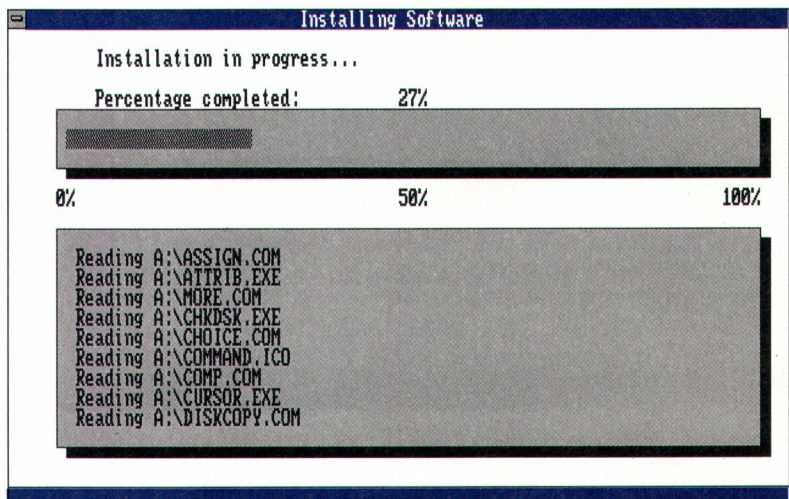 Installing Software
Installation in progress...
Percentage completed: 27%
0% 50% 100%
Reading A:\ASSIGN.COM
Reading A:\ATTRIB.EXE
Reading A:\MORE.COM
Reading A:\CHKDSK.EXE
Reading A:\CHOICE.COM
Reading A:\COMMAND.ICO
Reading A:\COMP.COM
Reading A:\CURSOR.EXE
Reading A:\DISKCOPY.COM